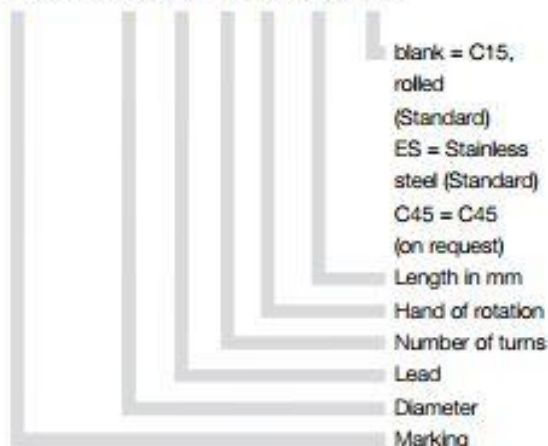 blank = C15,
rolled
(Standard)
ES = Stainless
steel (Standard)
C45 = C45
(on request)
Length in mm
Hand of rotation
Number of turns
Lead
Diameter
Marking